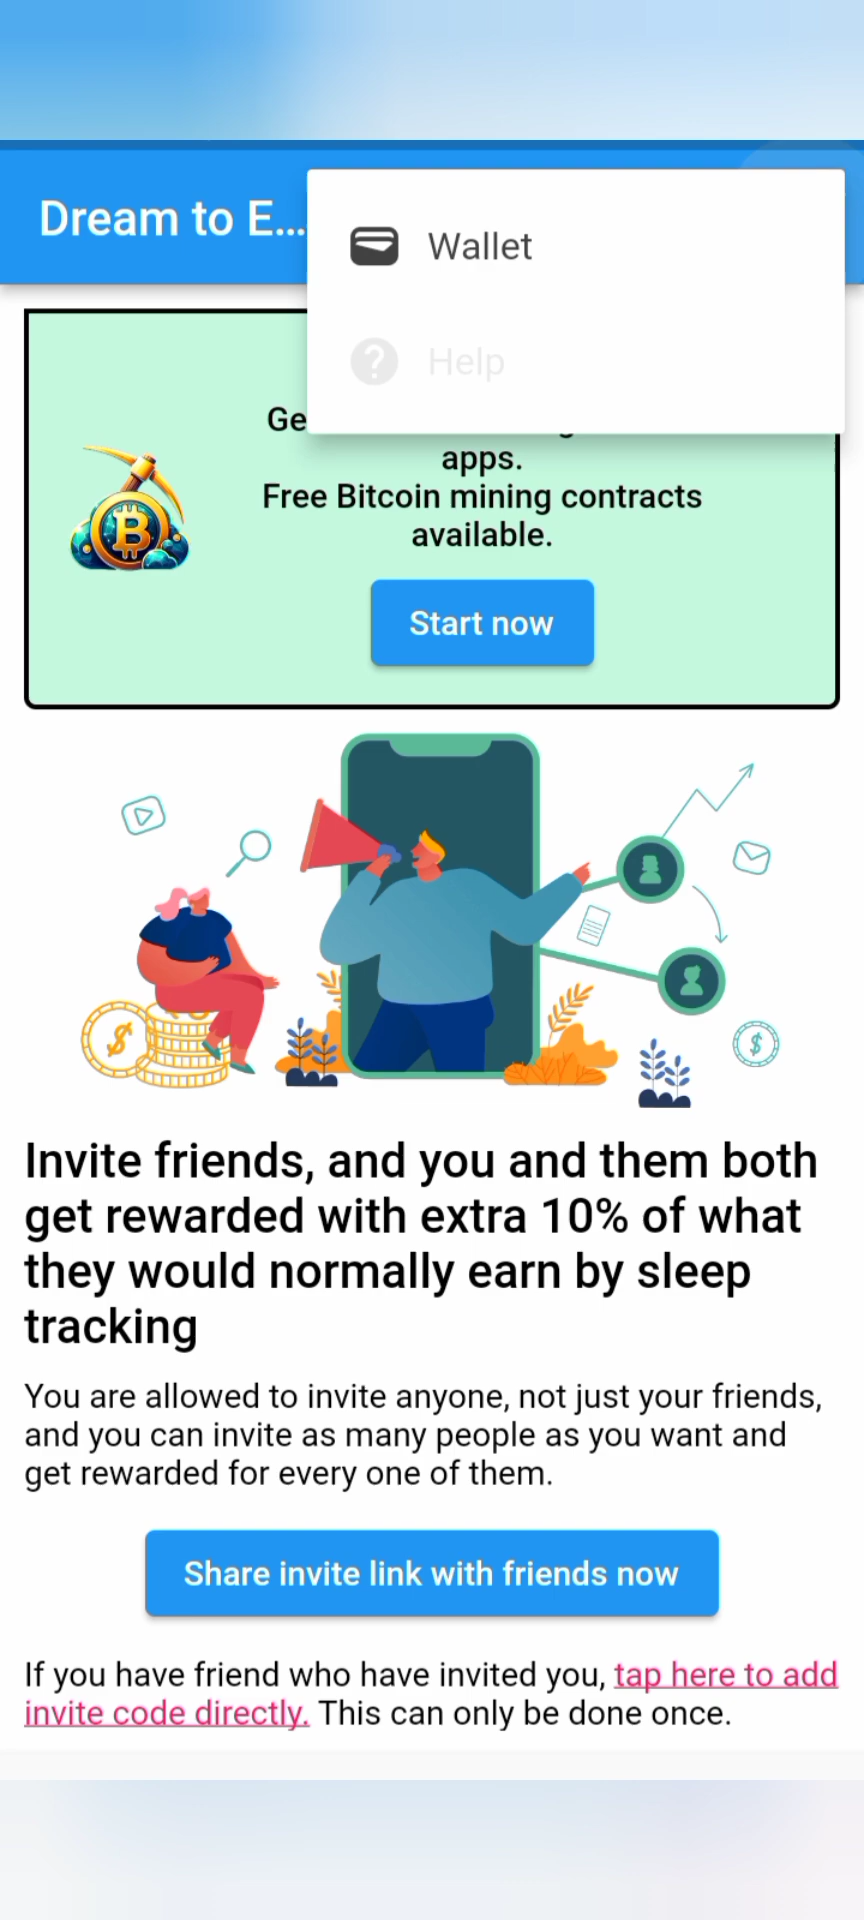 Dream to E...
Wallet
Help
Ge
apps.
Free Bitcoin mining contracts
available.
Start now
Invite friends, and you and them both
get rewarded with extra 10% of what
they would normally earn by sleep
tracking
You are allowed to invite anyone, not just your friends,
and you can invite as many people as you want and
get rewarded for every one of them.
Share invite link with friends now
If you have friend who have invited you, tap here to add
invite code directly. This can only be done once.